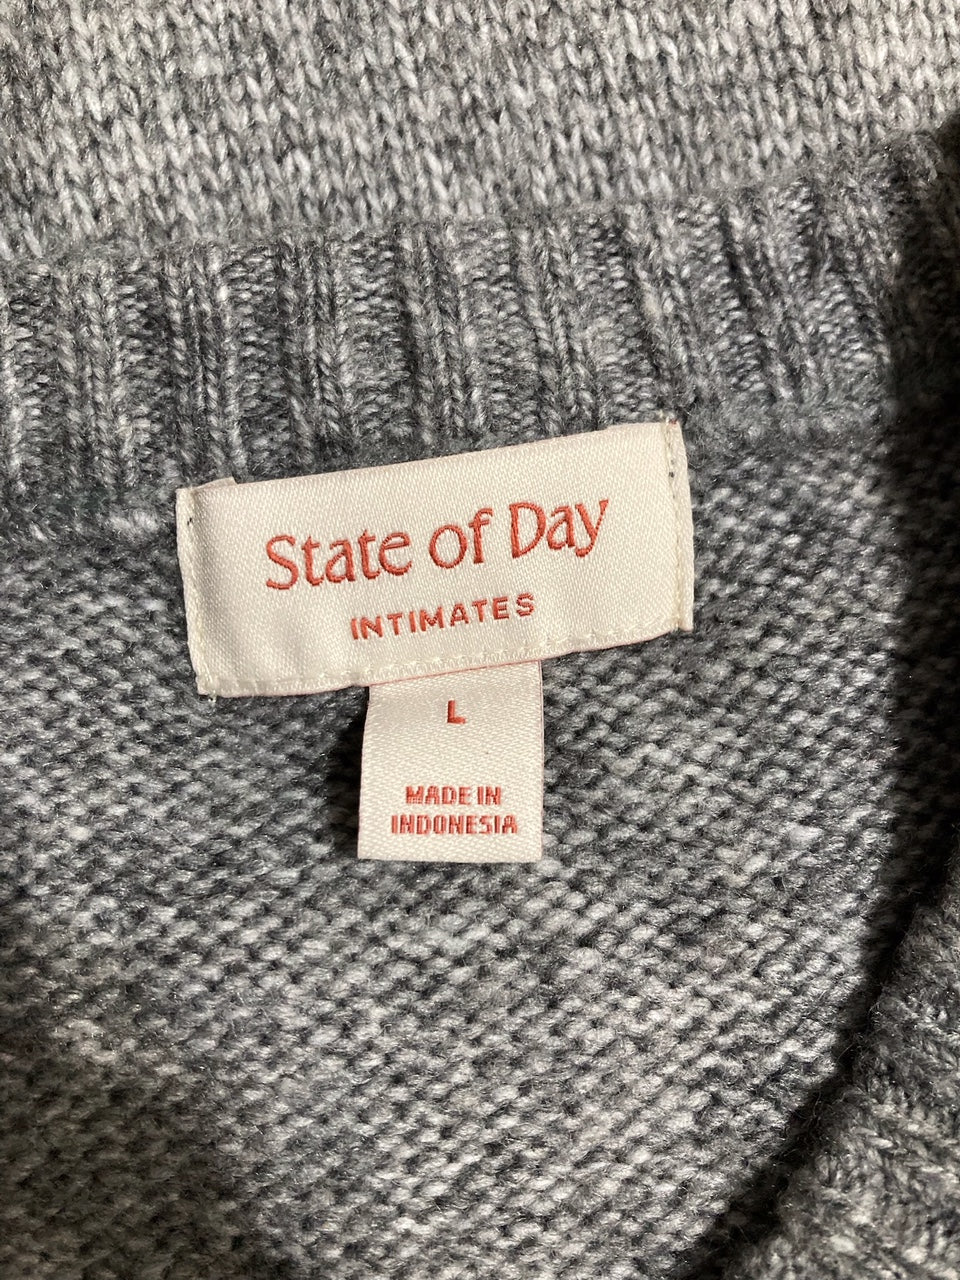 State of Day
INTIMATES
L
MADE IN
INDONESIA